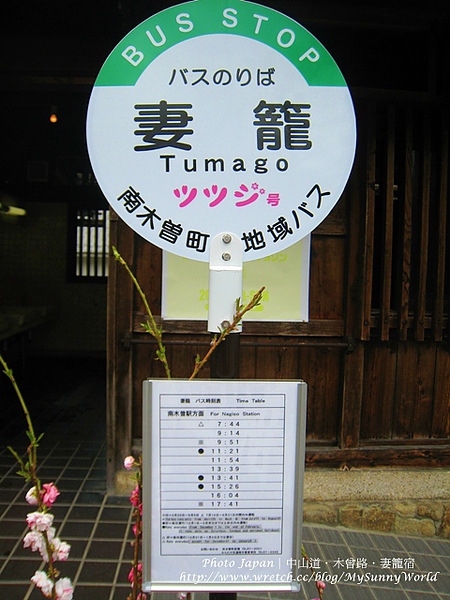 BUS STOP
バスのりば
妻籠
Tumago
ツツジ号
南木曽町 地域バス
妻籠 バス時刻表 Time Table
南木曽駅方面 For Nagiso Station
△ 7:44
9:14
※ 9:51
● 11:21
11:54
13:39
● 13:41
● 15:26
※ 16:04
※ 17:41
Photo Japan | 中山道・木曾路・妻籠宿
http://www.wretch.cc/blog/MySunnyWorld